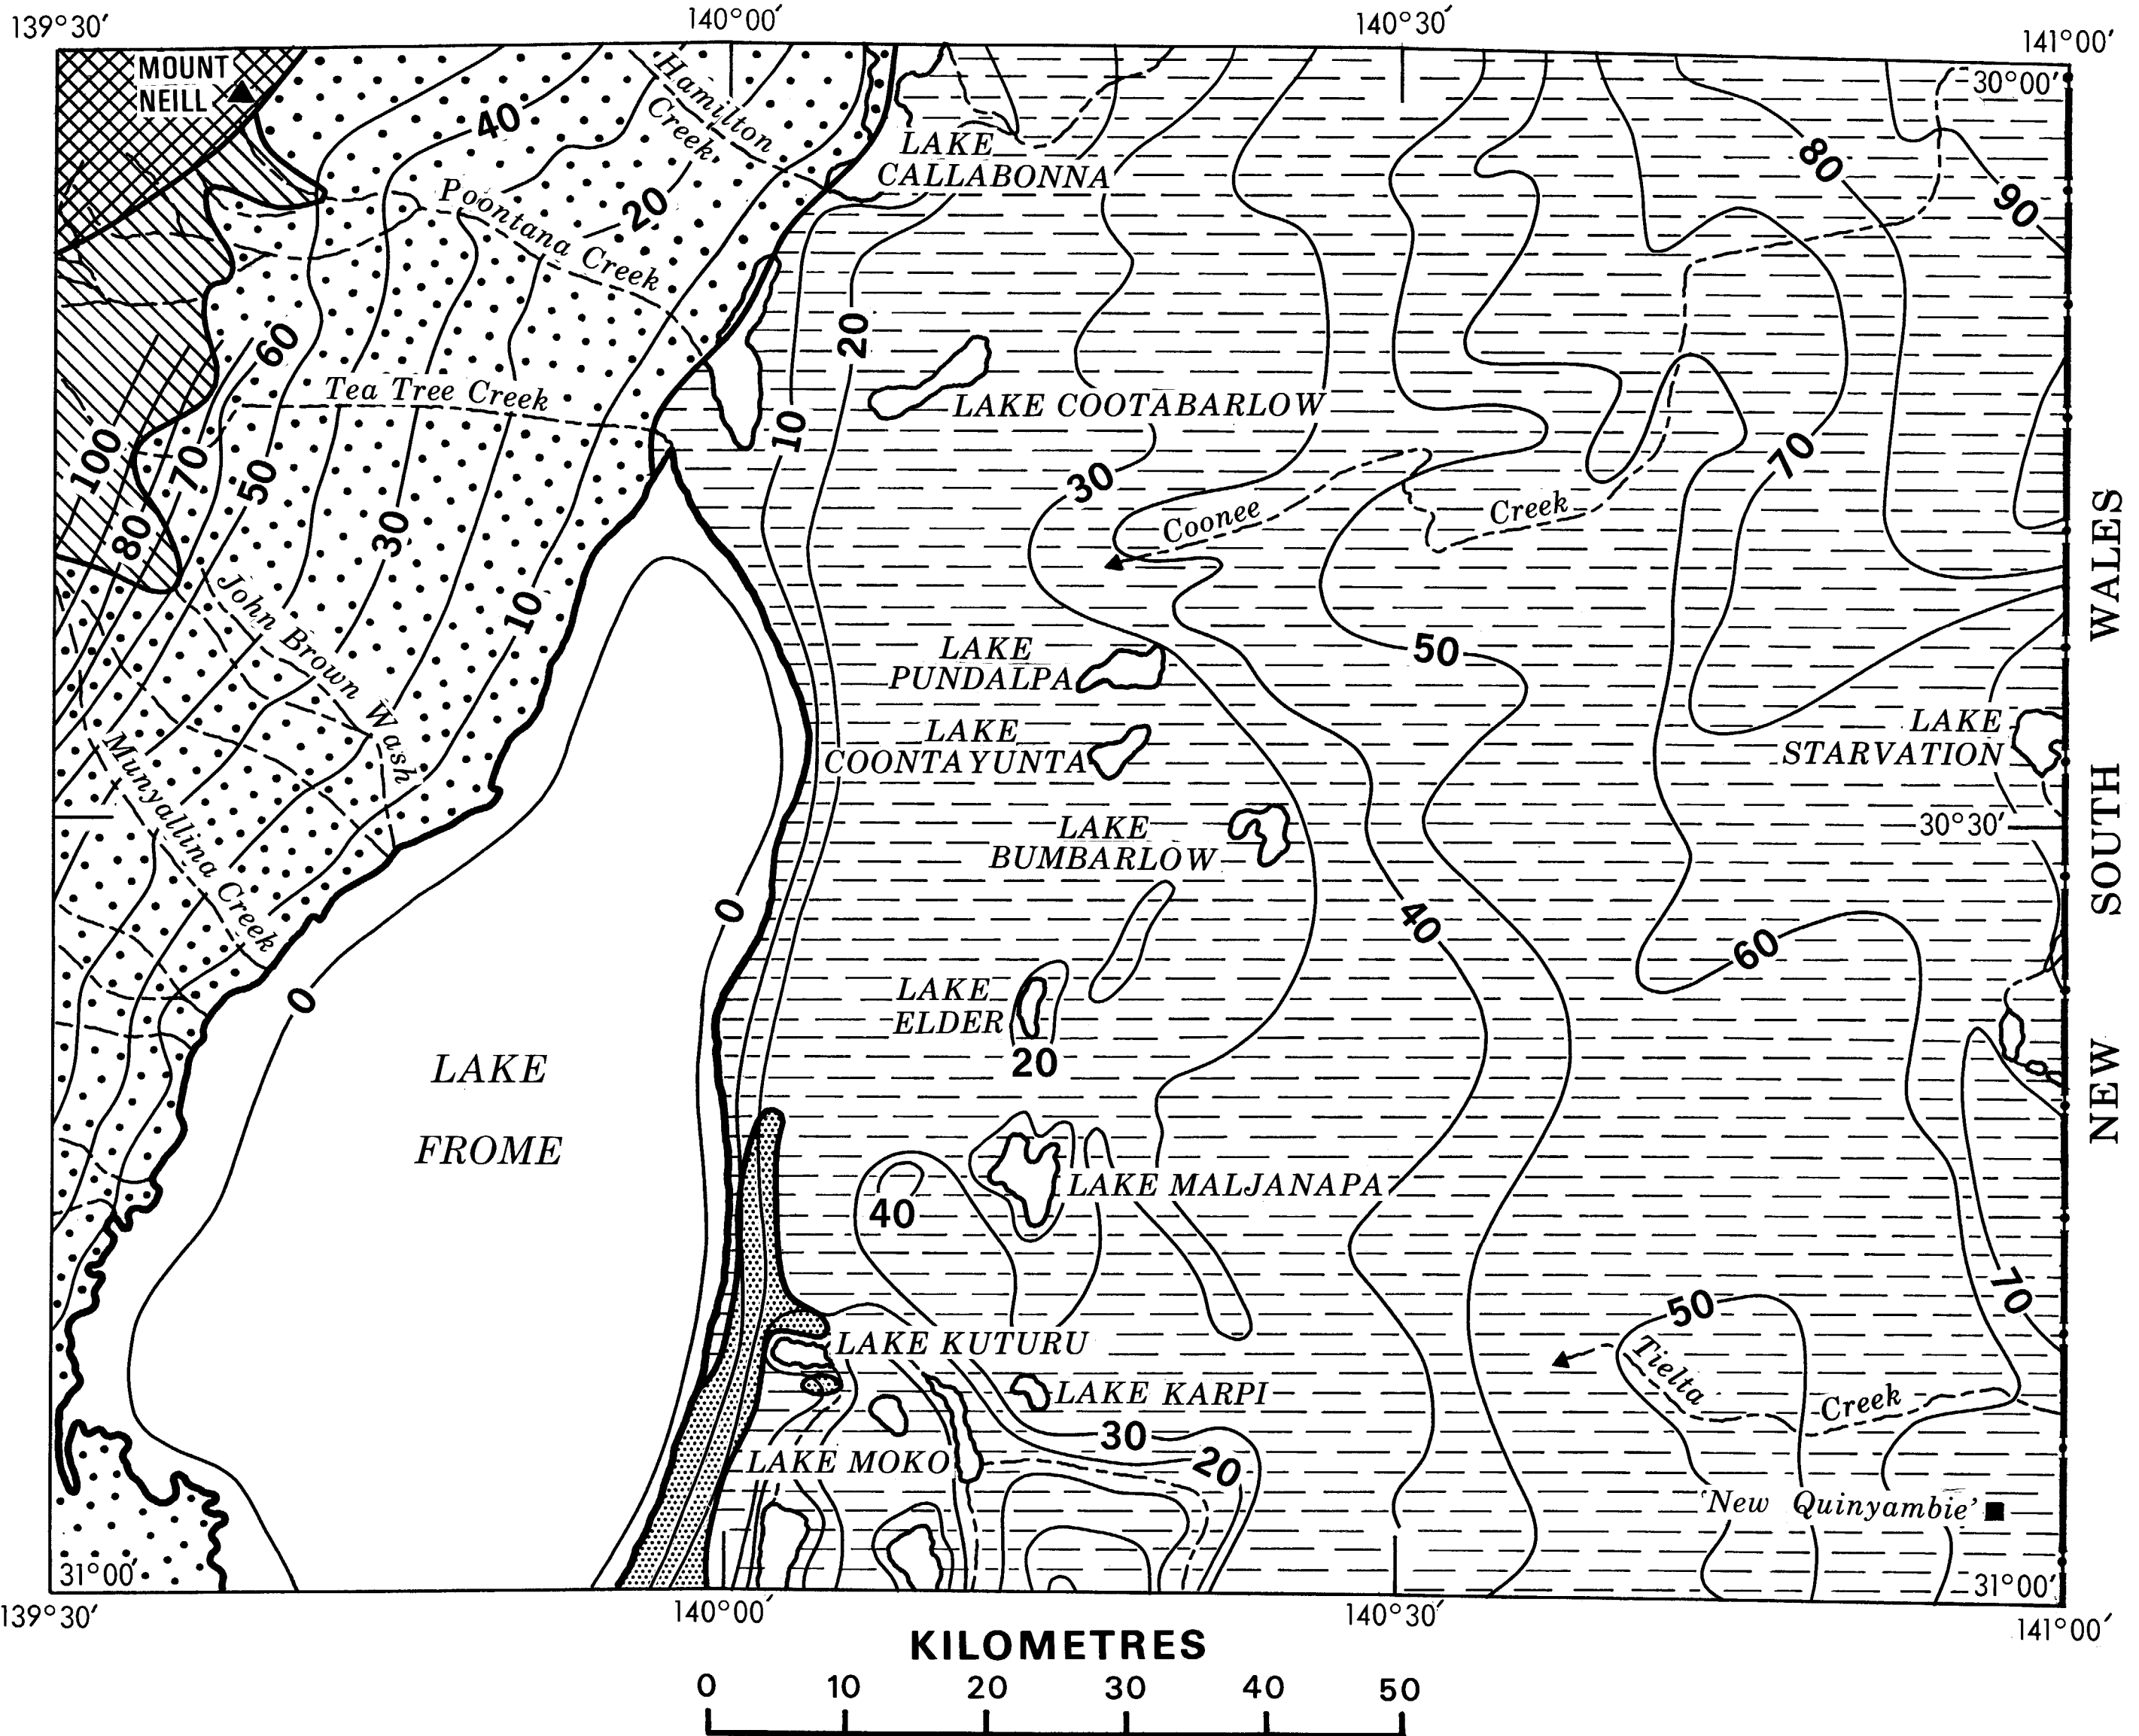 139°30′
140°00′
140°30′
141°00′
MOUNT
NEILL
Hamilton
Creek
30°00′
40
LAKE
CALLABONNA
80
90
Poontana Creek
20
60
20
Tea Tree Creek
LAKE COOTABARLOW
10
100
70
50
30
70
80
30
Coonee
Creek
10
John Brown Wash
LAKE
PUNDALPA
50
WALES
LAKE
COONTAYUNTA
LAKE
STARVATION
Munyallina Creek
LAKE
BUMBARLOW
30°30′
SOUTH
0
40
60
0
LAKE
ELDER
20
LAKE
FROME
NEW
40
LAKE MALJANAPA
70
50
LAKE KUTURU
Tielta
Creek
LAKE KARPI
30
20
LAKE MOKO
'New Quinyambie'
31°00′
31°00′
139°30′
140°00′
140°30′
141°00′
KILOMETRES
0 10 20 30 40 50